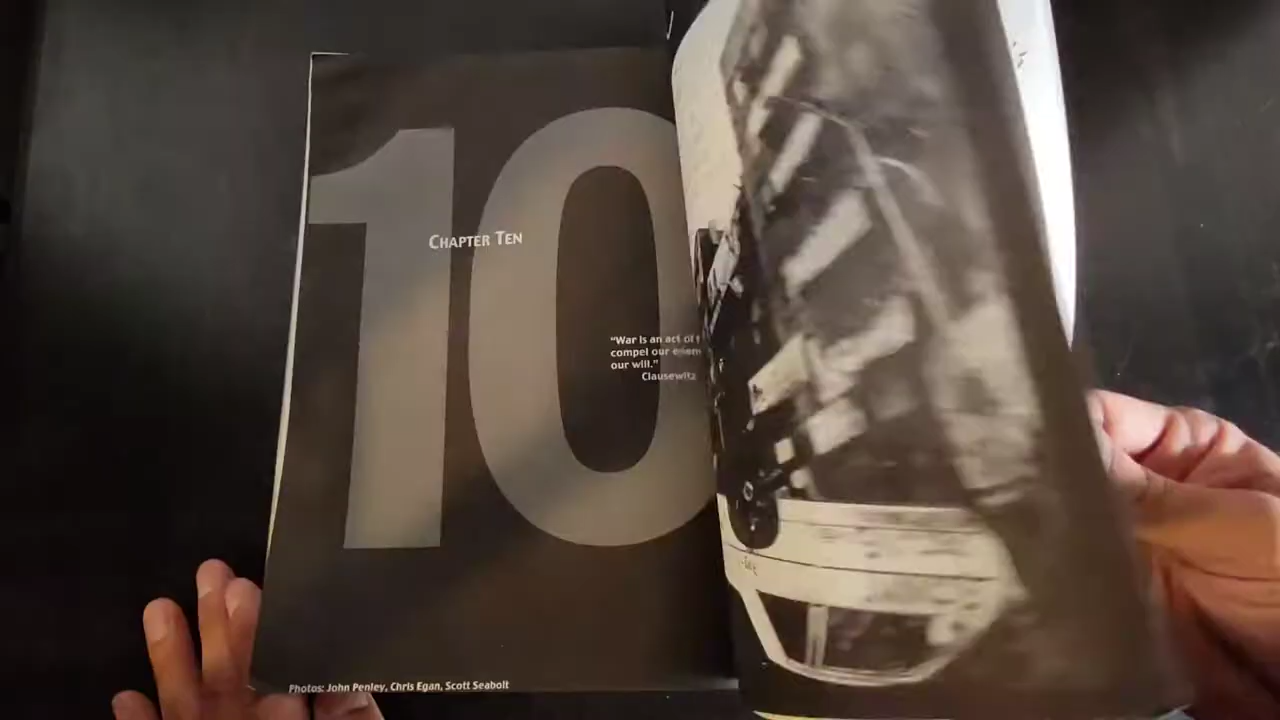 10
CHAPTER TEN
"War is an act of
compel our
our will."
Clausewitz
Photos: John Penley, Chris Egan, Scott Seabolt